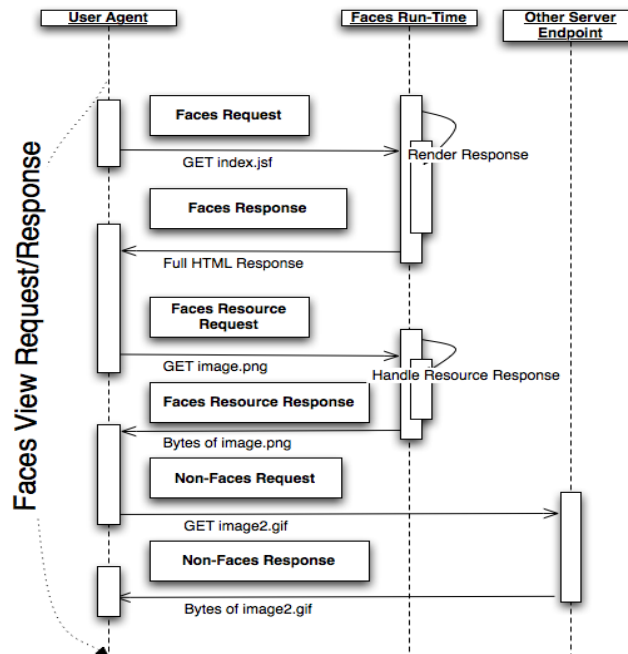 User Agent
Faces Run-Time
Other Server
Endpoint
Faces View Request/Response
Faces Request
GET index.jsf
Render Response
Faces Response
Full HTML Response
Faces Resource
Request
GET image.png
Handle Resource Response
Faces Resource Response
Bytes of image.png
Non-Faces Request
GET image2.gif
Non-Faces Response
Bytes of image2.gif